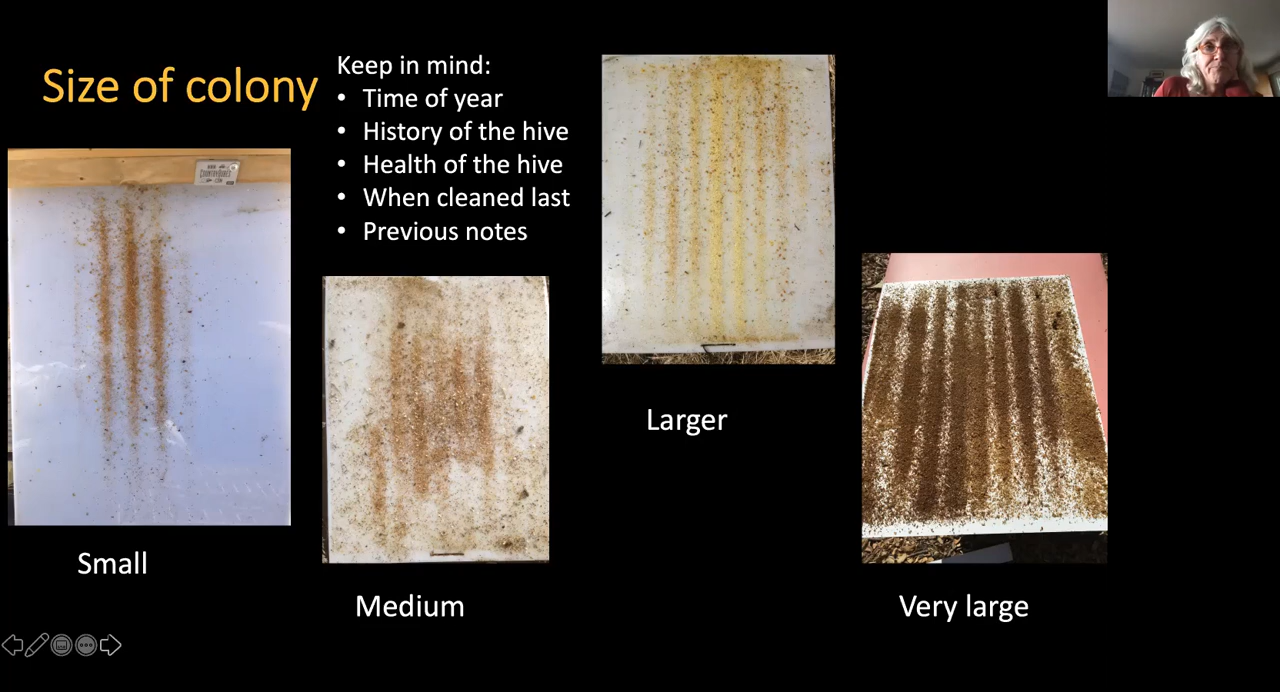 Size of colony
Keep in mind:
• Time of year
• History of the hive
• Health of the hive
• When cleaned last
• Previous notes
Small
Medium
Larger
Very large